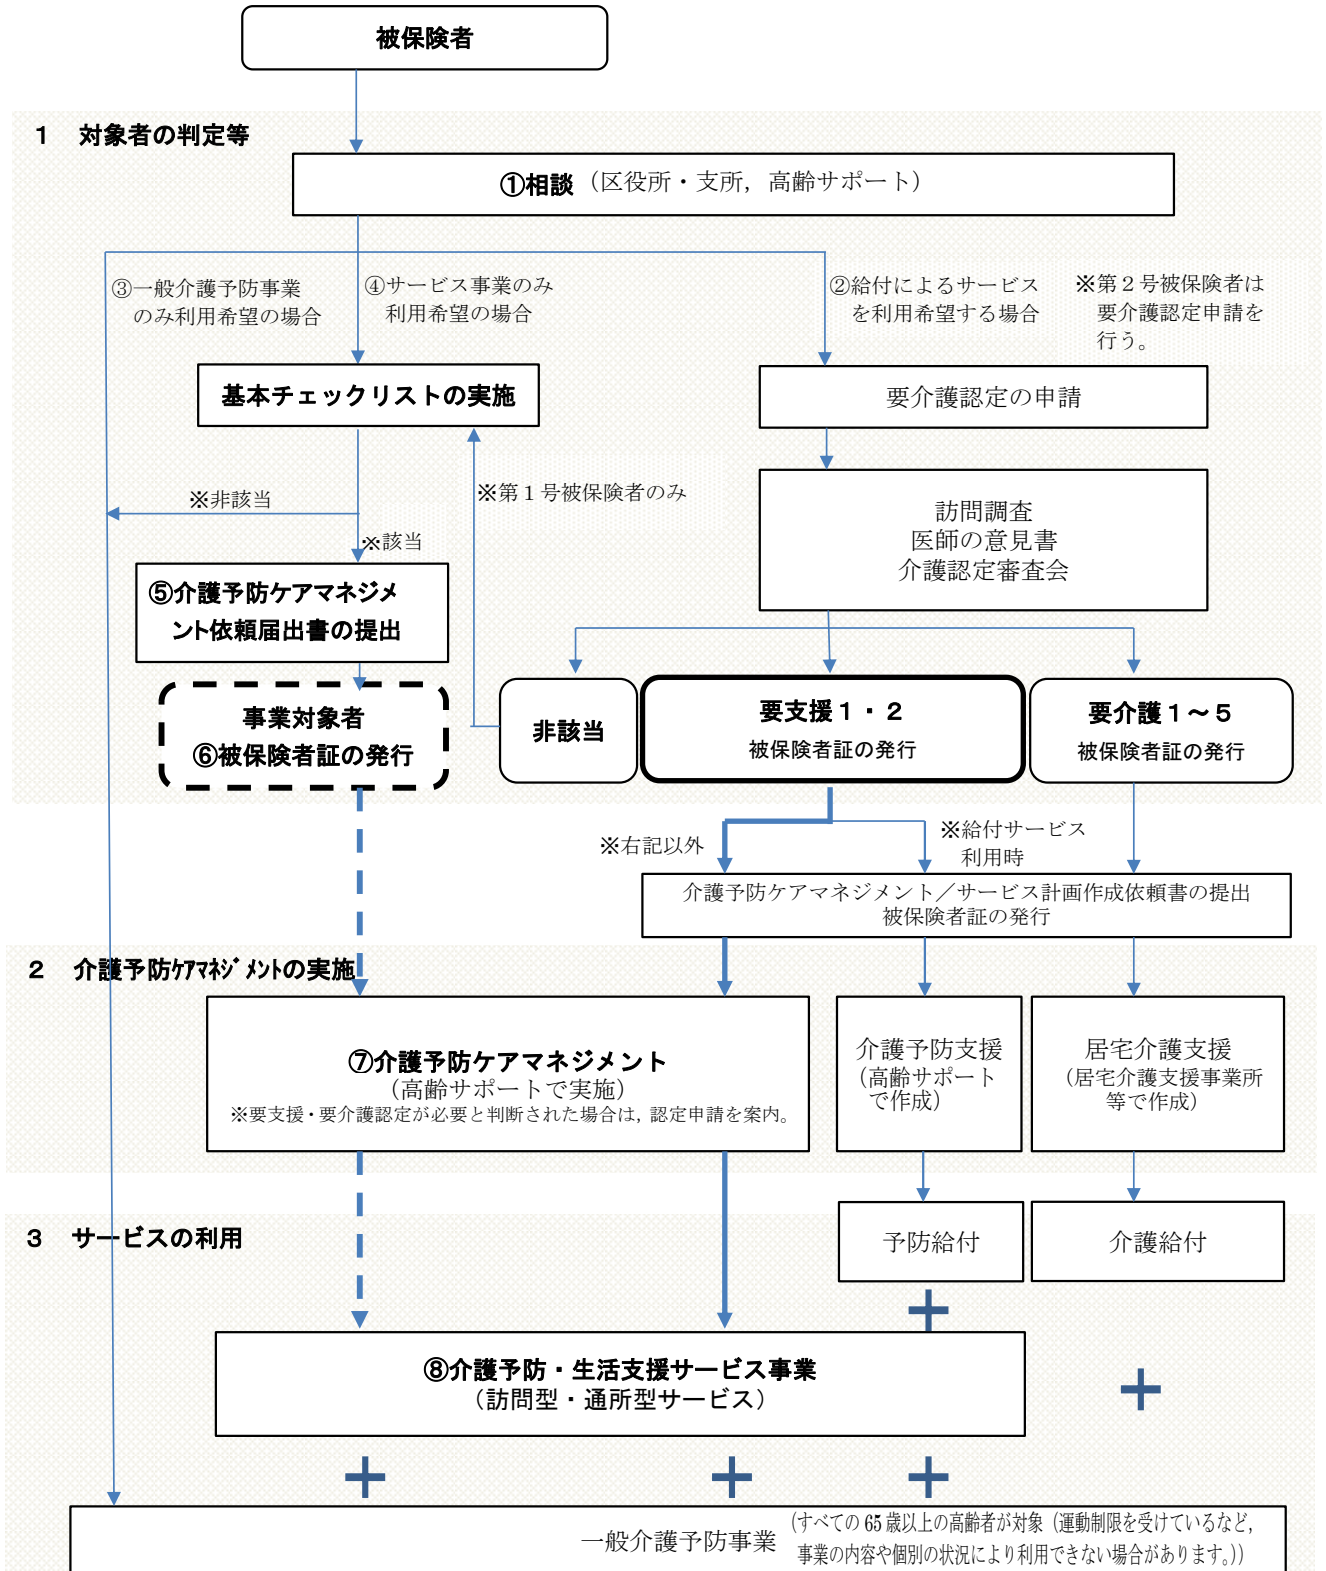 被保険者
１　対象者の判定等
①相談（区役所・支所，高齢サポート）
③一般介護予防事業
のみ利用希望の場合
④サービス事業のみ
利用希望の場合
②給付によるサービス
を利用希望する場合
※第２号被保険者は
要介護認定申請を
行う。
基本チェックリストの実施
要介護認定の申請
※非該当
※第１号被保険者のみ
※該当
訪問調査
医師の意見書
介護認定審査会
⑤介護予防ケアマネジメ
ント依頼届出書の提出
事業対象者
⑥被保険者証の発行
非該当
要支援１・２
被保険者証の発行
要介護１～５
被保険者証の発行
※右記以外
※給付サービス
利用時
介護予防ケアマネジメント／サービス計画作成依頼書の提出
被保険者証の発行
２　介護予防ｹｱﾏﾈｼﾞﾒﾝﾄの実施
⑦介護予防ケアマネジメント
（高齢サポートで実施）
※要支援・要介護認定が必要と判断された場合は，認定申請を案内。
介護予防支援
（高齢サポート
で作成）
居宅介護支援
（居宅介護支援事業所
等で作成）
３　サービスの利用
予防給付
介護給付
⑧介護予防・生活支援サービス事業
（訪問型・通所型サービス）
一般介護予防事業
（すべての 65 歳以上の高齢者が対象（運動制限を受けているなど，
事業の内容や個別の状況により利用できない場合があります。））